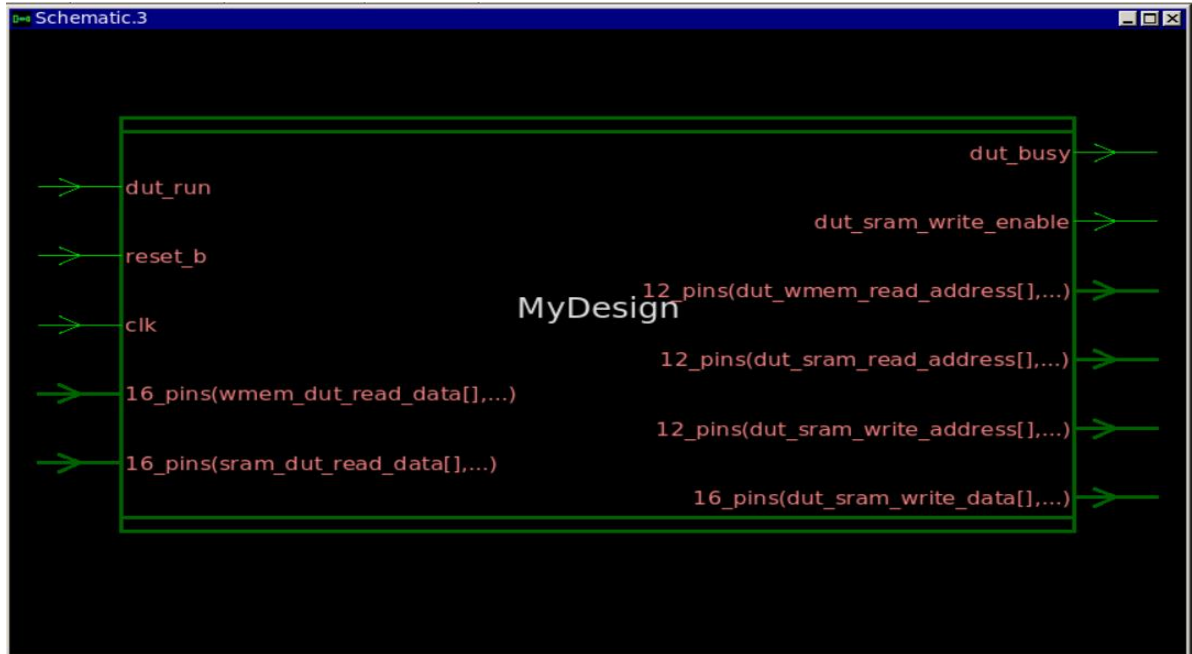 Schematic.3
dut_busy
dut_run
dut_sram_write_enable
reset_b
12_pins(dut_wmem_read_address[],...)
MyDesign
clk
12_pins(dut_sram_read_address[],...)
16_pins(wmem_dut_read_data[],...)
12_pins(dut_sram_write_address[],...)
16_pins(sram_dut_read_data[],...)
16_pins(dut_sram_write_data[],...)